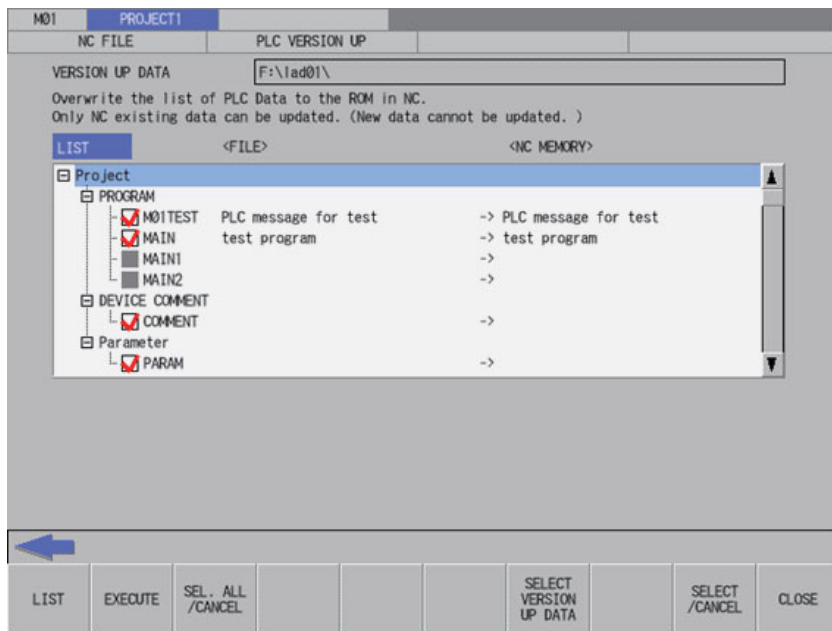 M01 PROJECT1
NC FILE PLC VERSION UP
VERSION UP DATA F:\lad01\
Overwrite the list of PLC Data to the ROM in NC.
Only NC existing data can be updated. (New data cannot be updated. )
LIST <FILE> <NC MEMORY>
Project
PROGRAM
M01TEST PLC message for test -> PLC message for test
MAIN test program -> test program
MAIN1 ->
MAIN2 ->
DEVICE COMMENT
COMMENT ->
Parameter
PARAM ->
LIST EXECUTE SEL. ALL /CANCEL SELECT VERSION UP DATA SELECT /CANCEL CLOSE